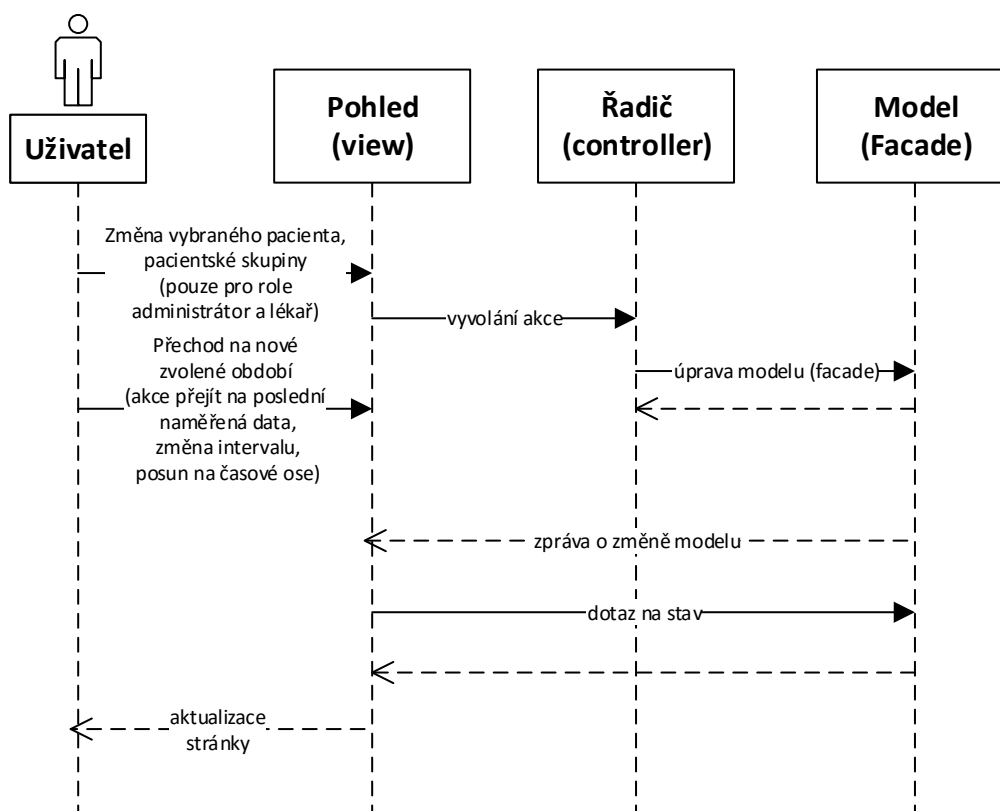 Uživatel
Pohled
(view)
Řadič
(controller)
Model
(Facade)
Změna vybraného pacienta,
pacientské skupiny
(pouze pro role
administrátor a lékař)
vyvolání akce
Přechod na nové
zvolené období
(akce přejít na poslední
naměřená data,
změna intervalu,
posun na časové ose)
úprava modelu (facade)
zpráva o změně modelu
dotaz na stav
aktualizace
stránky